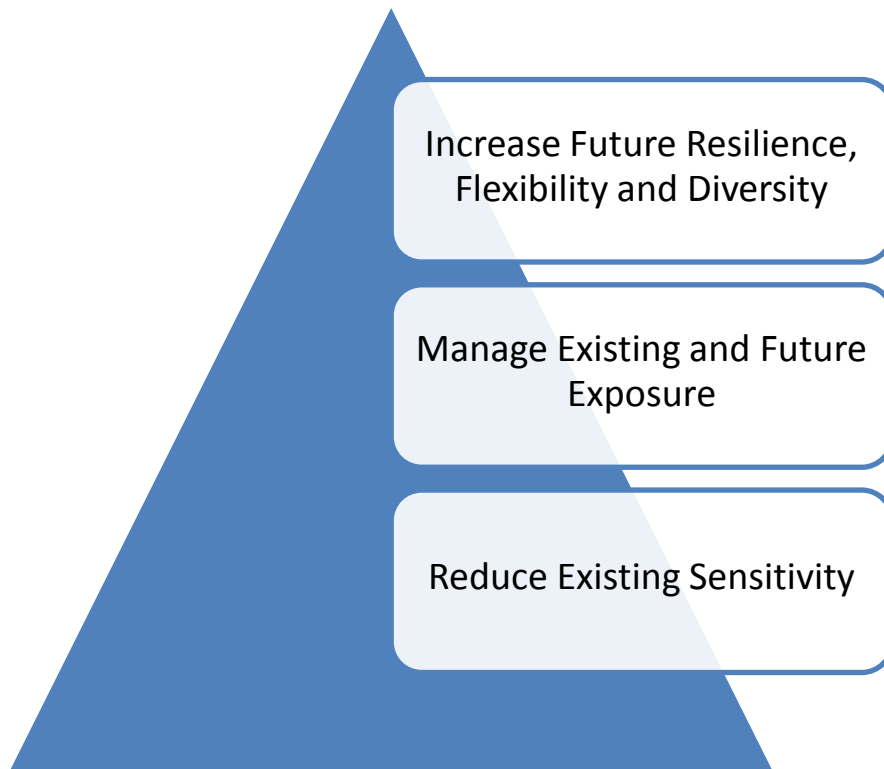 Increase Future Resilience,
Flexibility and Diversity
Manage Existing and Future
Exposure
Reduce Existing Sensitivity